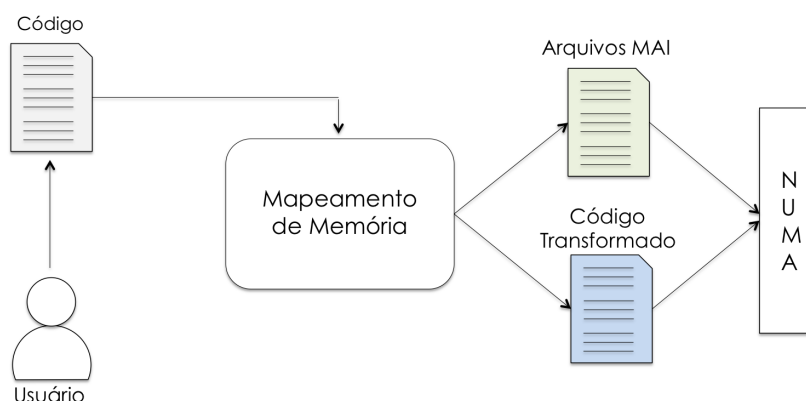 Código
Arquivos MAI
Mapeamento
de Memória
N
U
M
A
Código
Transformado
Usuário